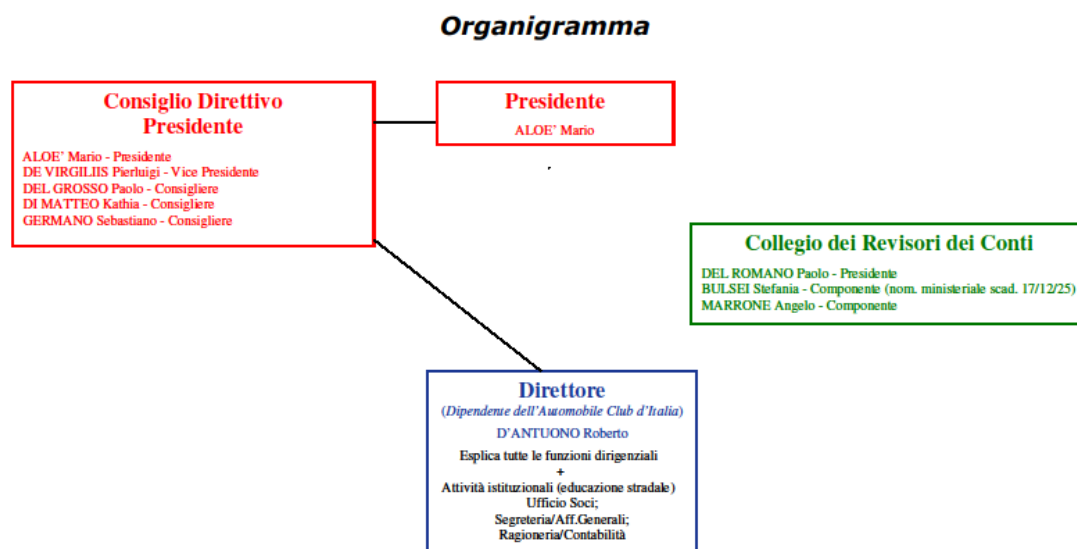 Organigramma
Consiglio Direttivo
Presidente
ALOE’ Mario - Presidente
DE VIRGILIIS Pierluigi - Vice Presidente
DEL GROSSO Paolo - Consigliere
DI MATTEO Kathia - Consigliere
GERMANO Sebastiano - Consigliere
Presidente
ALOE’ Mario
Collegio dei Revisori dei Conti
DEL ROMANO Paolo - Presidente
BULSEI Stefania - Componente (nom. ministeriale scad. 17/12/25)
MARRONE Angelo - Componente
Direttore
(Dipendente dell’Automobile Club d’Italia)
D’ANTUONO Roberto
Esplica tutte le funzioni dirigenziali
+
Attività istituzionali (educazione stradale)
Ufficio Soci;
Segreteria/Aff.Generali;
Ragioneria/Contabilità